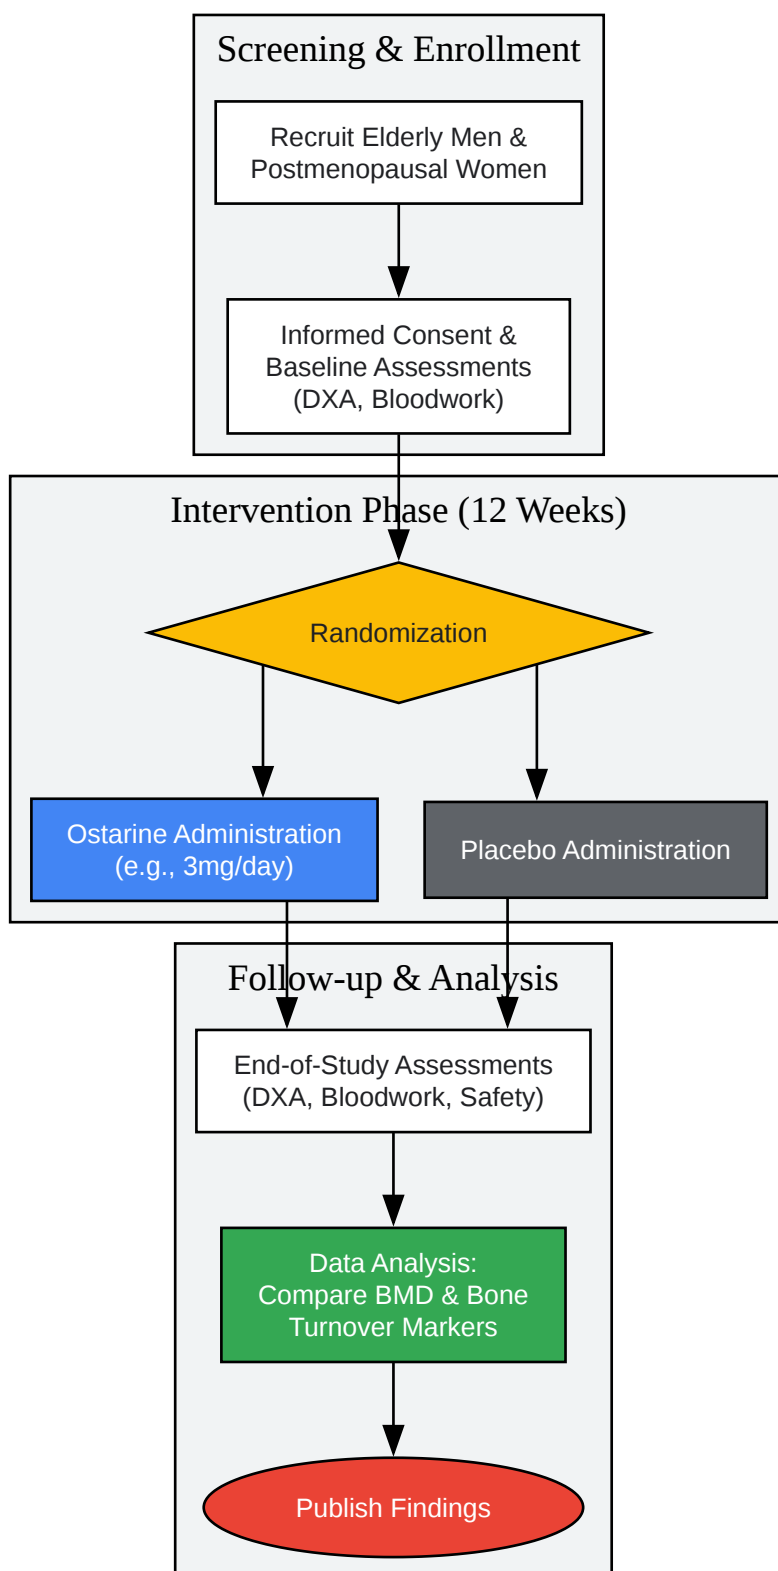 Screening & Enrollment
Recruit Elderly Men &
Postmenopausal Women
Informed Consent &
Baseline Assessments
(DXA, Bloodwork)
Intervention Phase (12 Weeks)
Randomization
Ostarine Administration
(e.g., 3mg/day)
Placebo Administration
Follow-up & Analysis
End-of-Study Assessments
(DXA, Bloodwork, Safety)
Data Analysis:
Compare BMD & Bone
Turnover Markers
Publish Findings